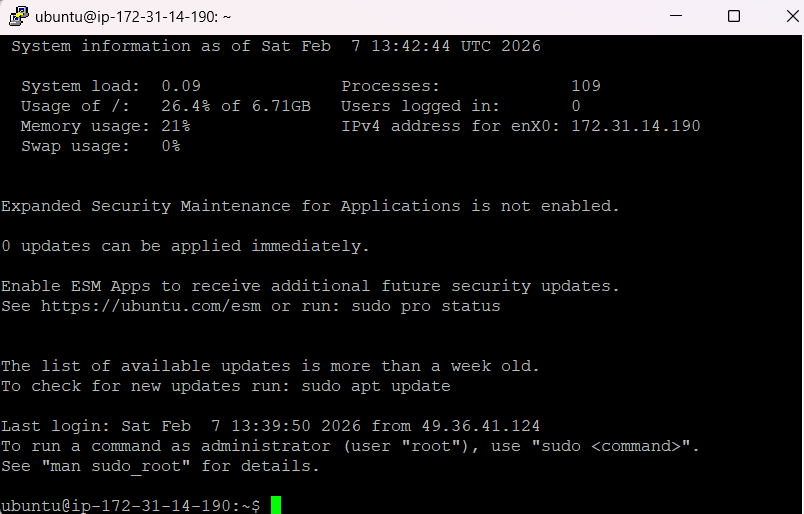 ubuntu@ip-172-31-14-190: ~
System information as of Sat Feb  7 13:42:44 UTC 2026
System load:  0.09                Processes:             109
Usage of /:   26.4% of 6.71GB   Users logged in:       0
Memory usage: 21%               IPv4 address for enX0: 172.31.14.190
Swap usage:   0%
Expanded Security Maintenance for Applications is not enabled.
0 updates can be applied immediately.
Enable ESM Apps to receive additional future security updates.
See https://ubuntu.com/esm or run: sudo pro status
The list of available updates is more than a week old.
To check for new updates run: sudo apt update
Last login: Sat Feb  7 13:39:50 2026 from 49.36.41.124
To run a command as administrator (user "root"), use "sudo <command>".
See "man sudo_root" for details.
ubuntu@ip-172-31-14-190:~$